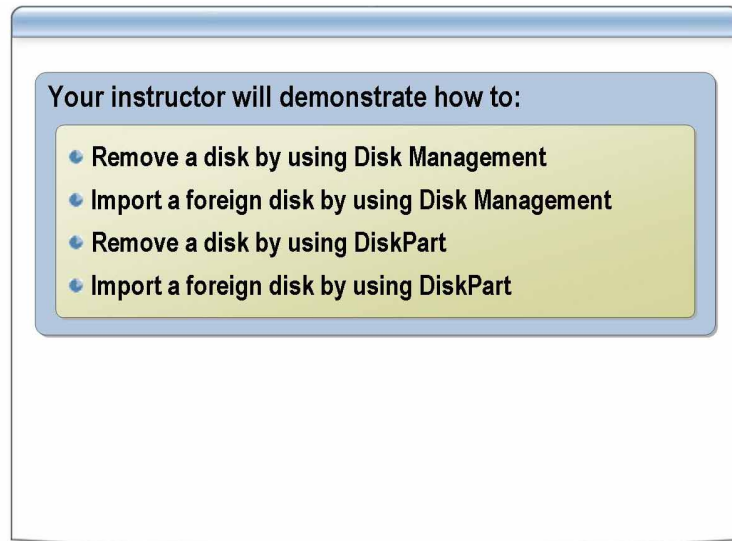 Your instructor will demonstrate how to:
Remove a disk by using Disk Management
Import a foreign disk by using Disk Management
Remove a disk by using DiskPart
Import a foreign disk by using DiskPart